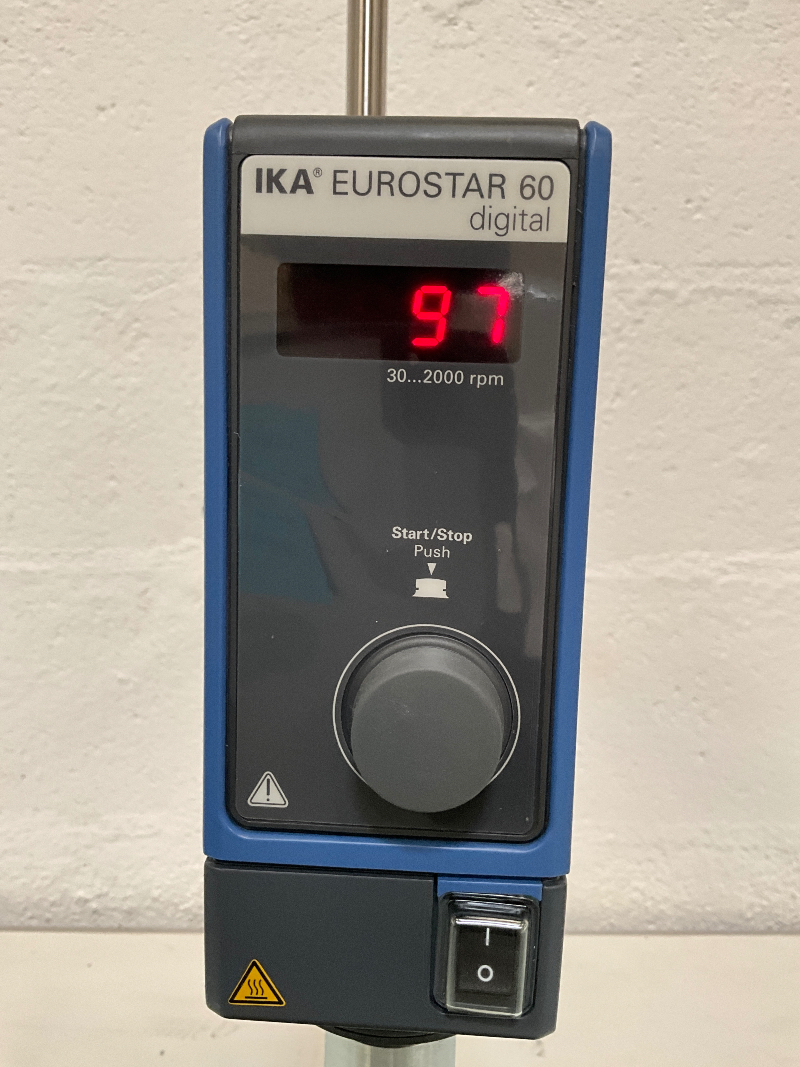 IKA® EUROSTAR 60
digital
97
30...2000 rpm
Start/Stop
Push
I
O